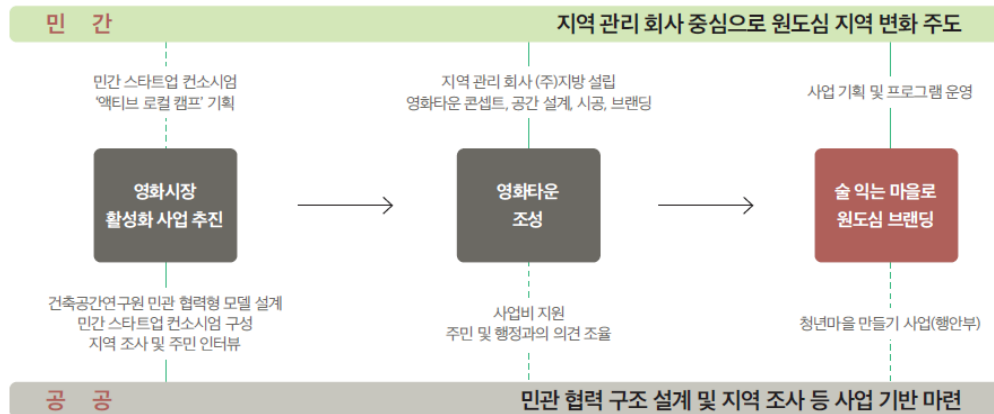 민 간
지역 관리 회사 중심으로 원도심 지역 변화 주도
민간 스타트업 컨소시엄
‘액티브 로컬 캠프’ 기획
지역 관리 회사 (주)지방 설립
영화타운 콘셉트, 공간 설계, 시공, 브랜딩
사업 기획 및 프로그램 운영
영화시장
활성화 사업 추진
영화타운
조성
술 익는 마을로
원도심 브랜딩
건축공간연구원 민관 협력형 모델 설계
민간 스타트업 컨소시엄 구성
지역 조사 및 주민 인터뷰
사업비 지원
주민 및 행정과의 의견 조율
청년마을 만들기 사업(행안부)
공 공
민관 협력 구조 설계 및 지역 조사 등 사업 기반 마련